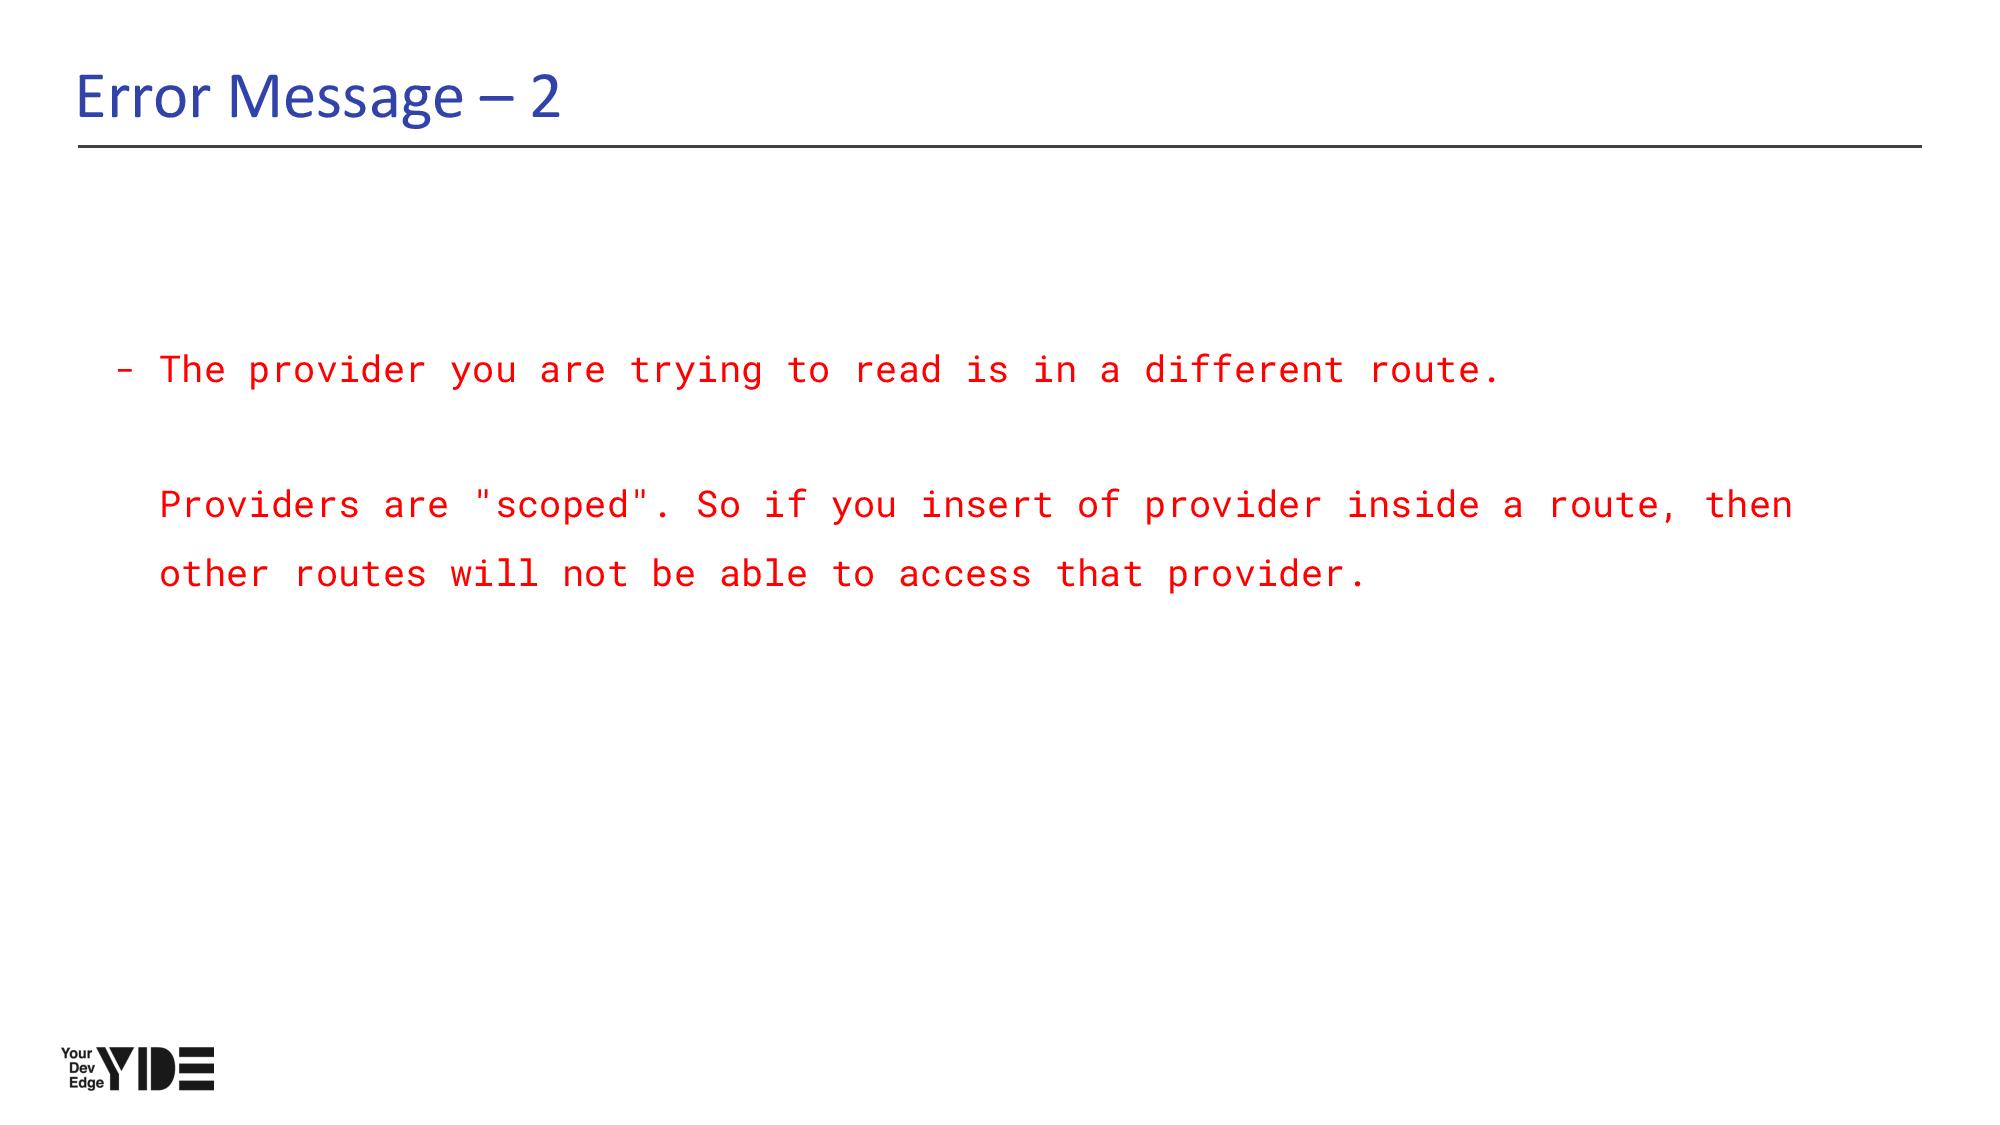 Error Message – 2
- The provider you are trying to read is in a different route.
Providers are "scoped". So if you insert of provider inside a route, then
other routes will not be able to access that provider.
Your
Dev
Edge
YDE